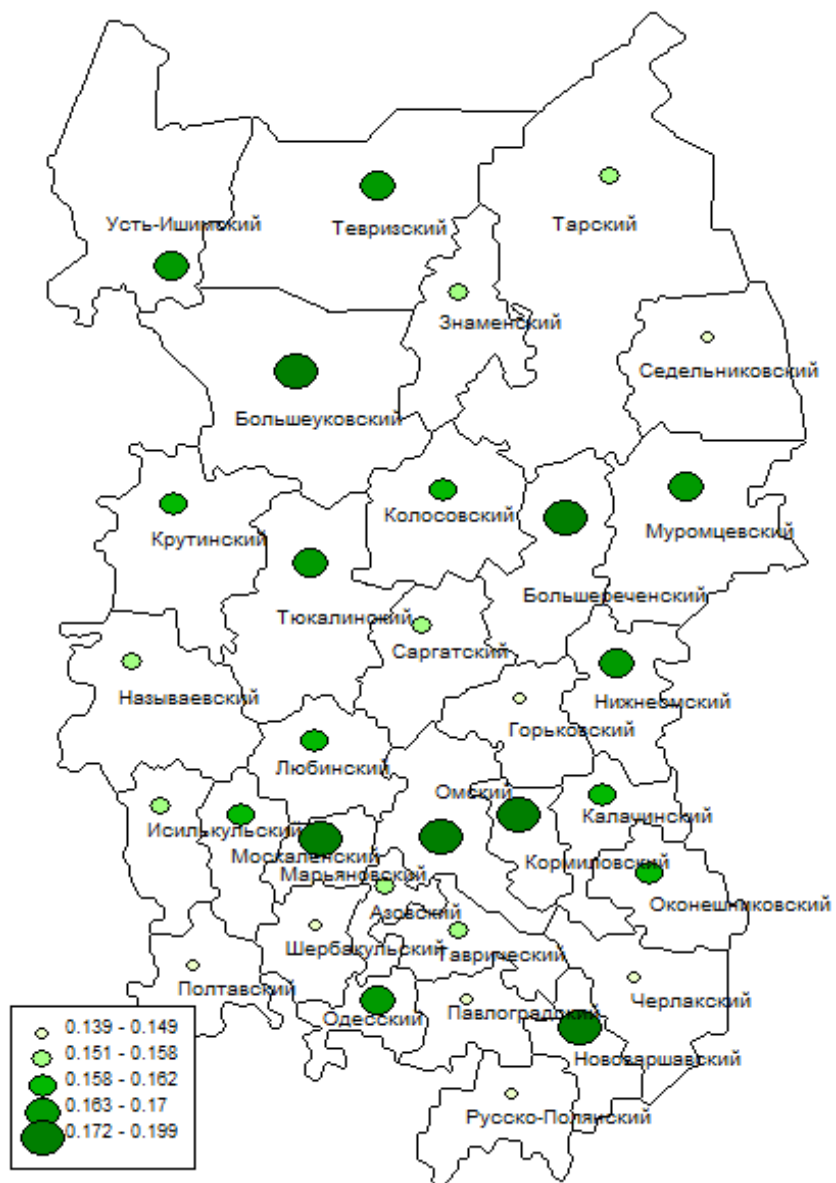 Усть-Ишимский
Тевризский
Тарский
Знаменский
Седельниковский
Большеуковский
Колосовский
Крутинский
Муромцевский
Большереченский
Тюкалинский
Саргатский
Называевский
Нижнеомский
Горьковский
Любинский
Омский
Калачинский
Исилькульский
Москаленский
Кормиловский
Марьяновский
Азовский
Оконешниковский
Шербакульский
Таврический
Полтавский
Черлакский
Одесский
Павлоградский
Нововаршавский
Русско-Полянский
0.139 - 0.149
0.151 - 0.158
0.158 - 0.162
0.163 - 0.17
0.172 - 0.199